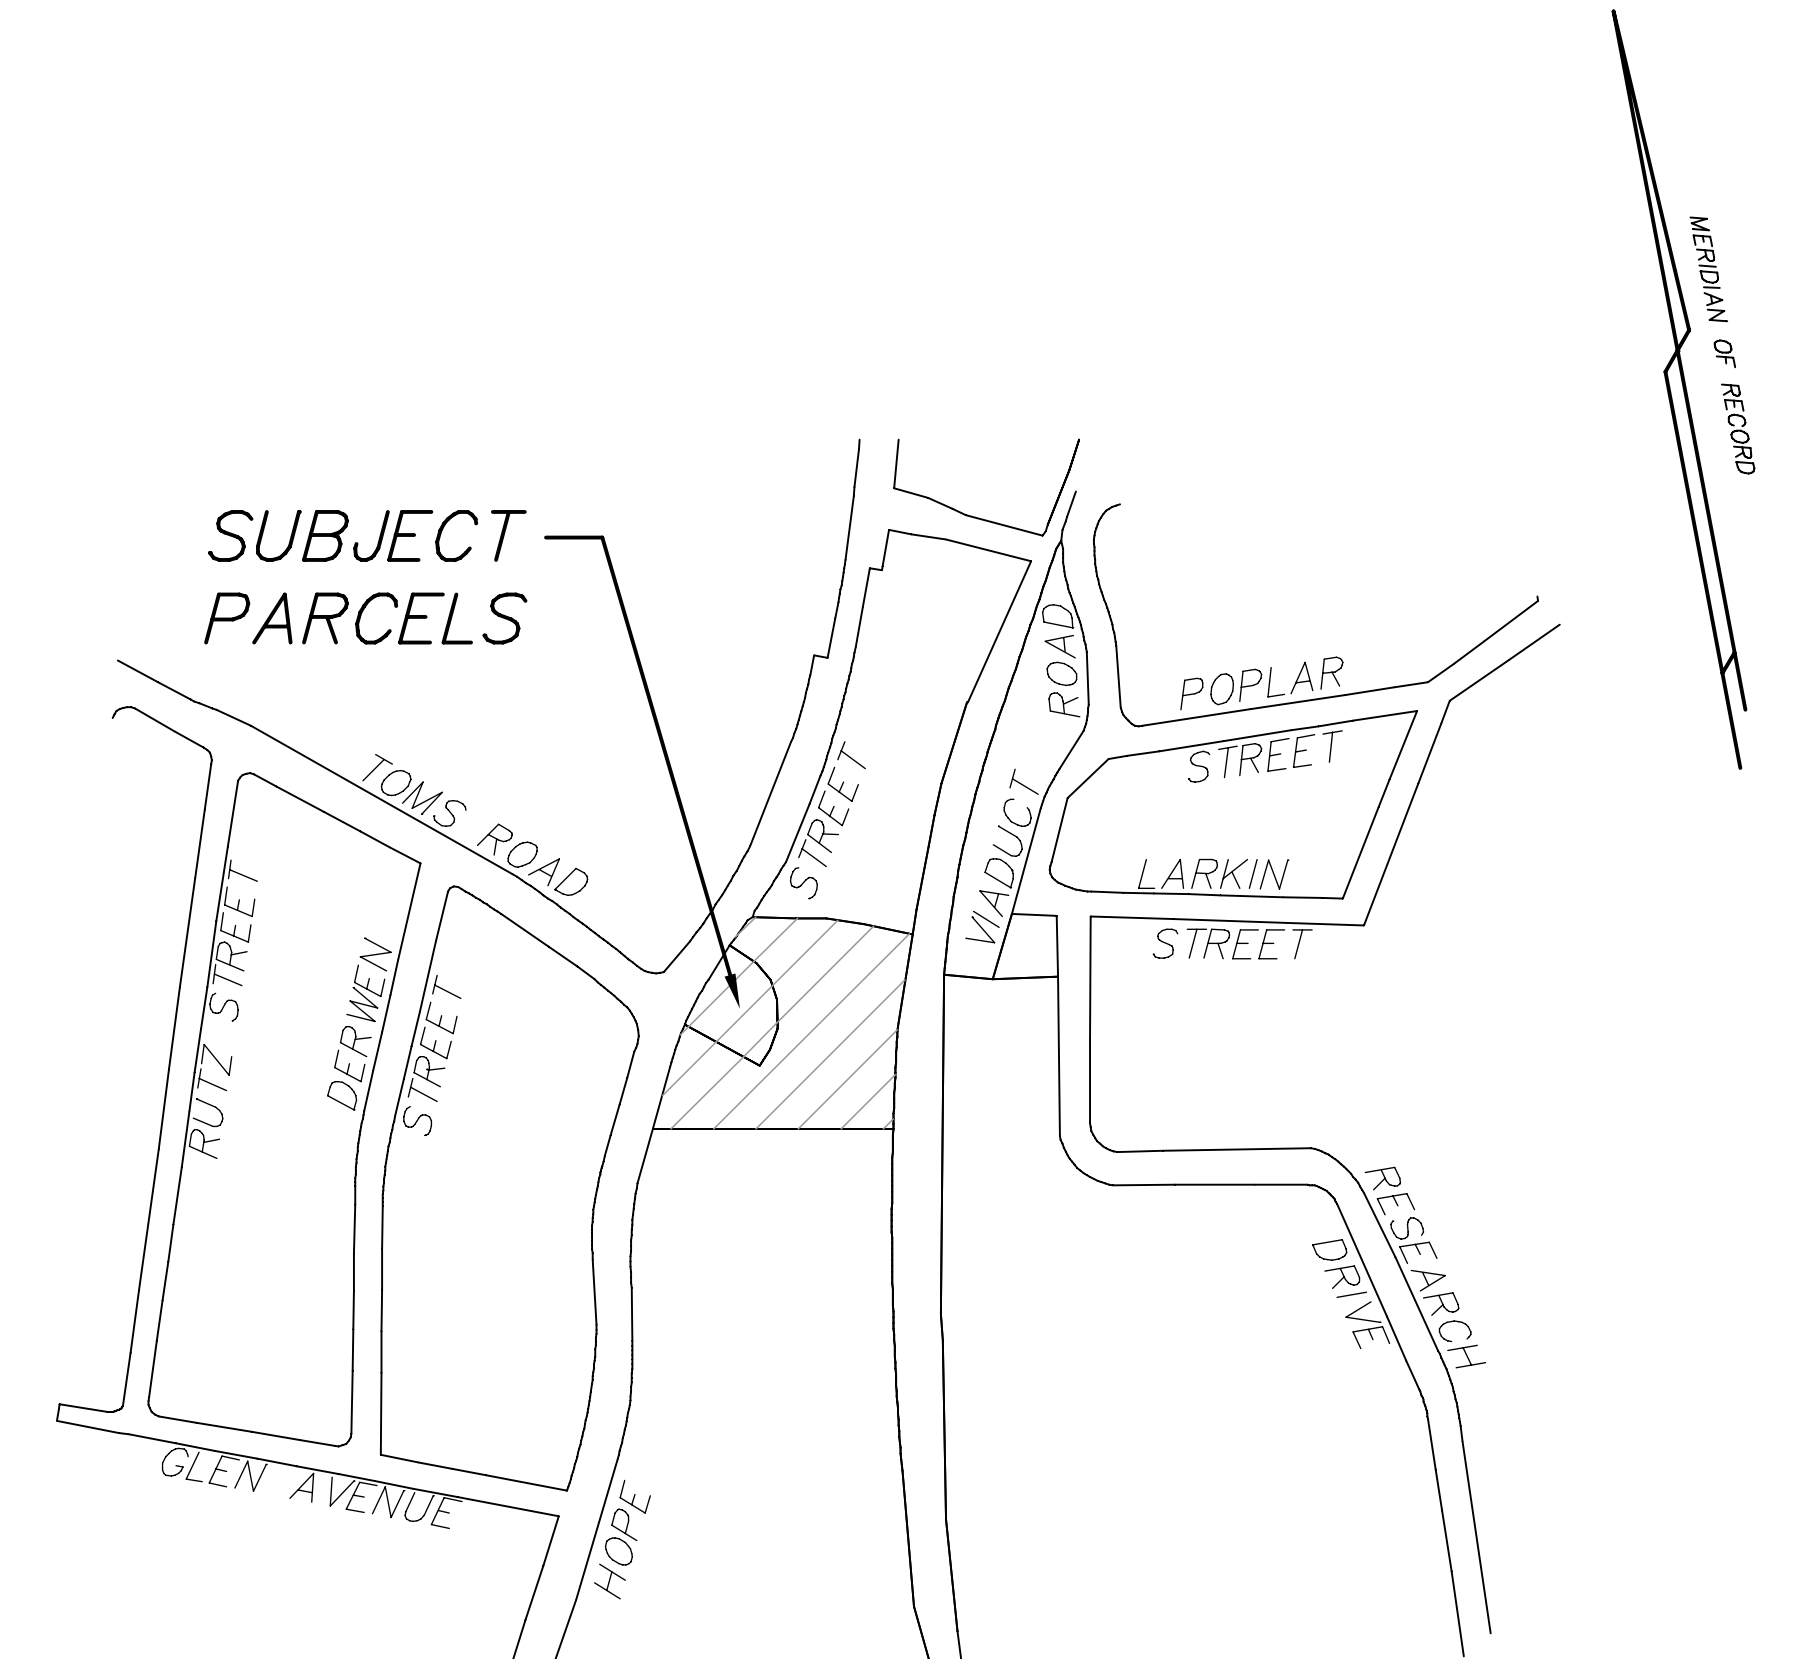 MERIDIAN OF RECORD
SUBJECT
PARCELS
ROAD
POPLAR
STREET
TOMS ROAD
STREET
VIADUCT
LARKIN
STREET
RUTZ STREET
DERWEN
STREET
RESEARCH
DRIVE
GLEN AVENUE
HOPE